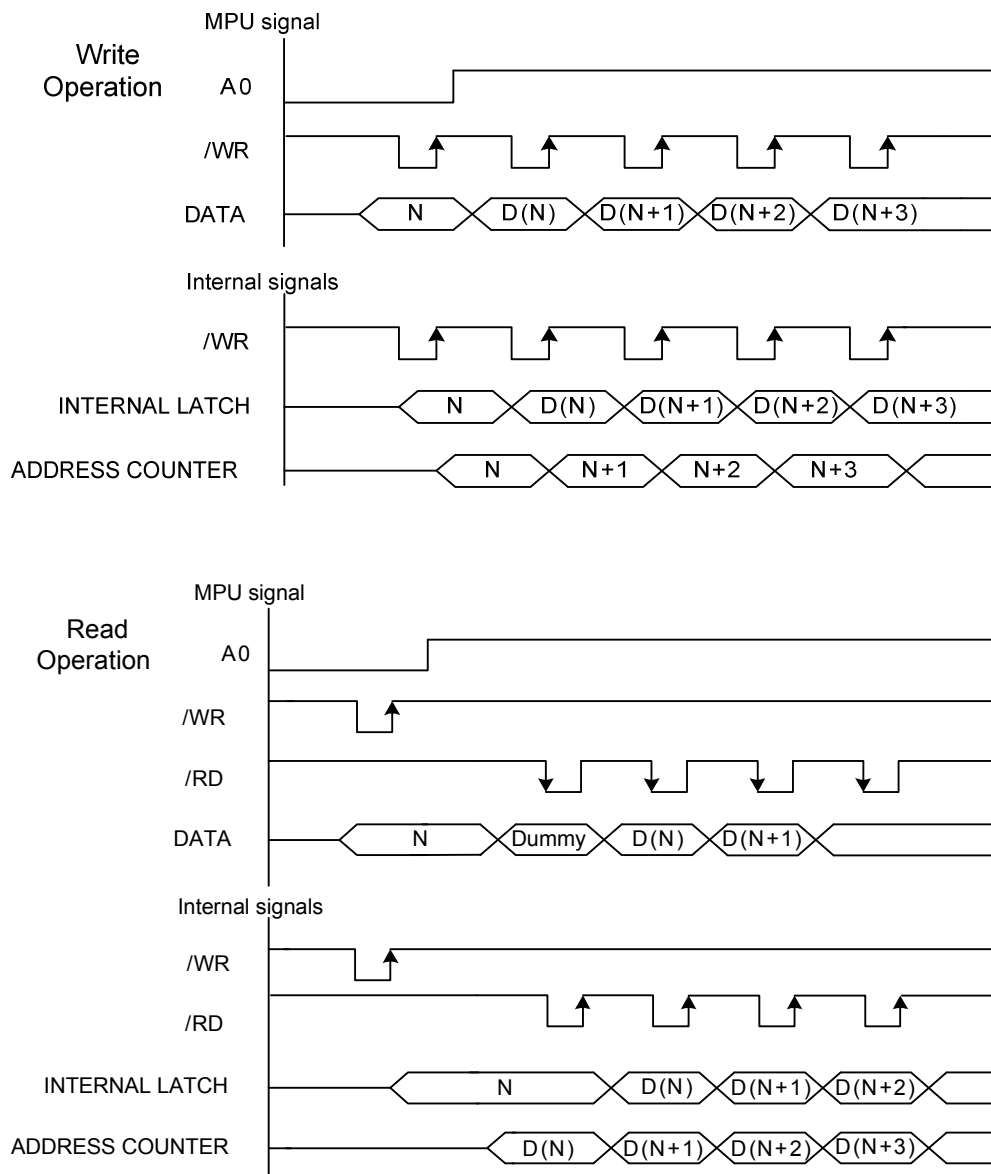 MPU signal
Write
Operation
A0
/WR
DATA
N D(N) D(N+1) D(N+2) D(N+3)
Internal signals
/WR
INTERNAL LATCH
N D(N) D(N+1) D(N+2) D(N+3)
ADDRESS COUNTER
N N+1 N+2 N+3
MPU signal
Read
Operation
A0
/WR
/RD
DATA
N Dummy D(N) D(N+1)
Internal signals
/WR
/RD
INTERNAL LATCH
N D(N) D(N+1) D(N+2)
ADDRESS COUNTER
D(N) D(N+1) D(N+2) D(N+3)